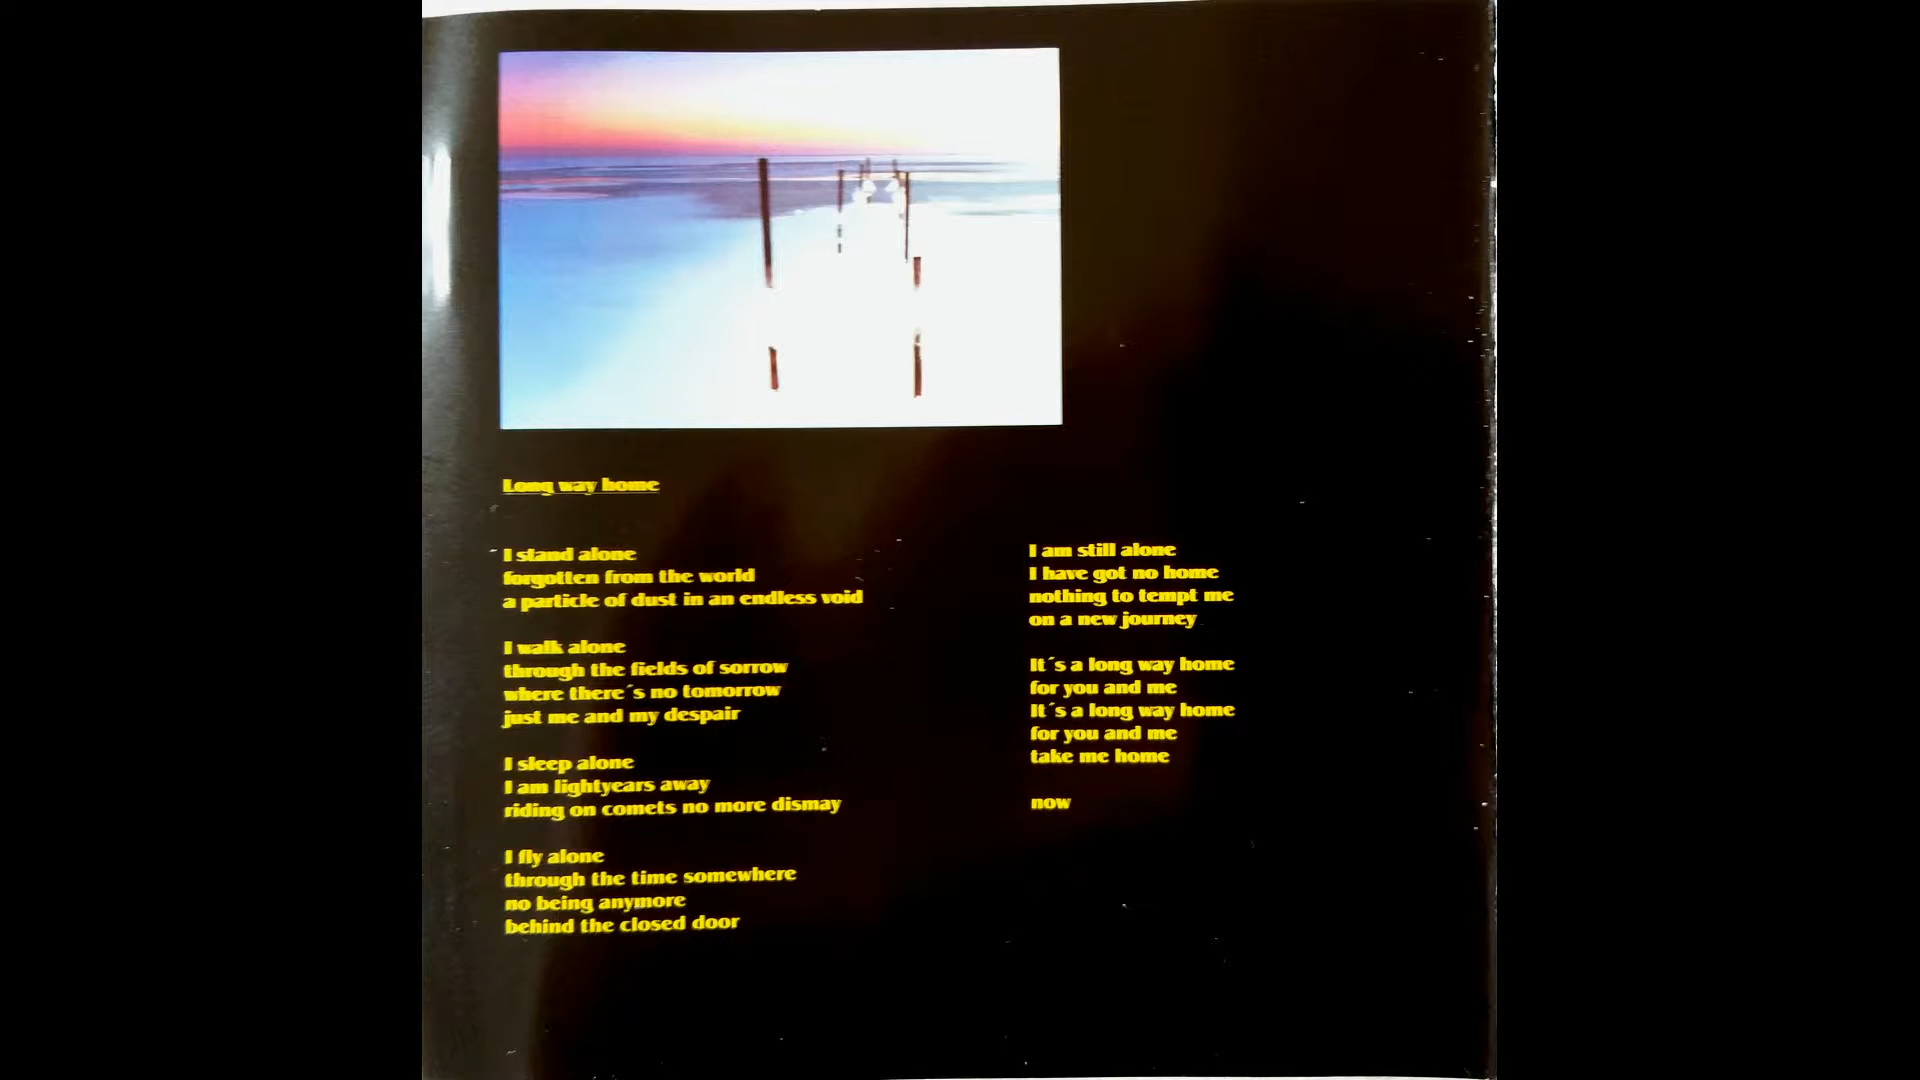 Long way home
I stand alone
forgotten from the world
a particle of dust in an endless void
I walk alone
through the fields of sorrow
where there´s no tomorrow
just me and my despair
I sleep alone
I am lightyears away
riding on comets no more dismay
I fly alone
through the time somewhere
no being anymore
behind the closed door
I am still alone
I have got no home
nothing to tempt me
on a new journey
It´s a long way home
for you and me
It´s a long way home
for you and me
take me home
now